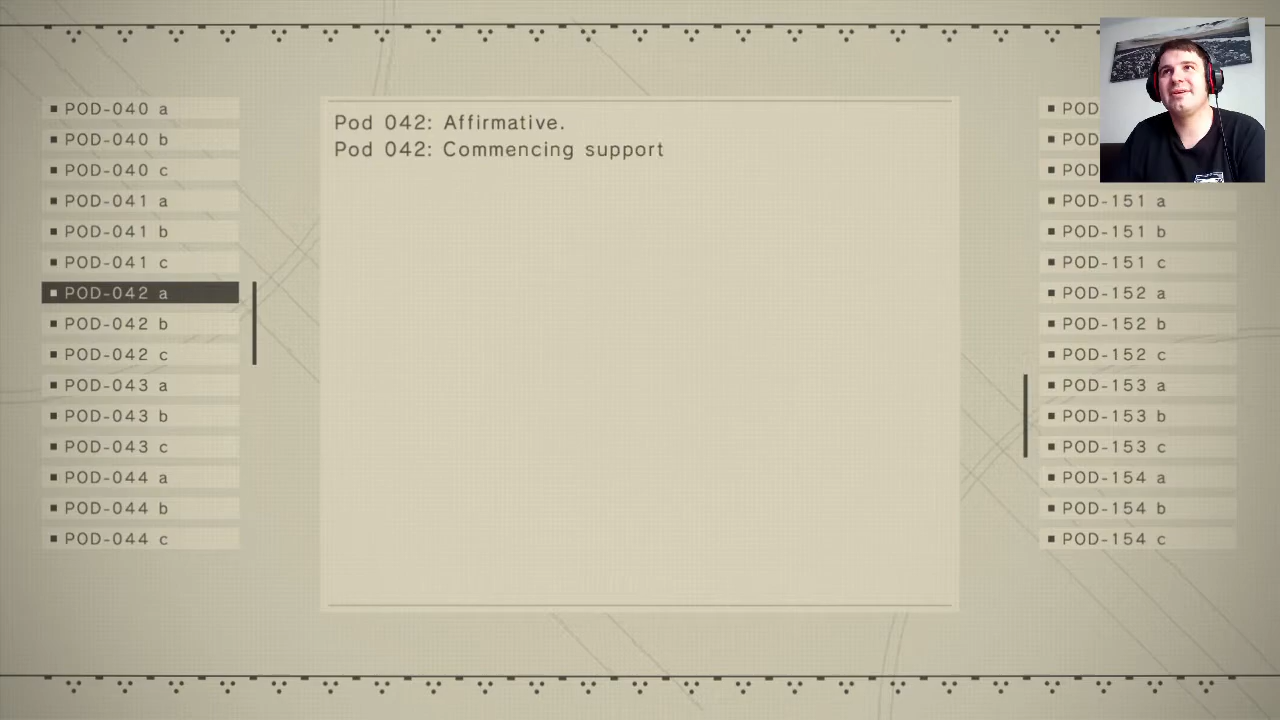 POD-040 a
POD-040 b
POD-040 c
POD-041 a
POD-041 b
POD-041 c
POD-042 a
POD-042 b
POD-042 c
POD-043 a
POD-043 b
POD-043 c
POD-044 a
POD-044 b
POD-044 c
Pod 042: Affirmative.
Pod 042: Commencing support
POD
POD
POD
POD-151 a
POD-151 b
POD-151 c
POD-152 a
POD-152 b
POD-152 c
POD-153 a
POD-153 b
POD-153 c
POD-154 a
POD-154 b
POD-154 c